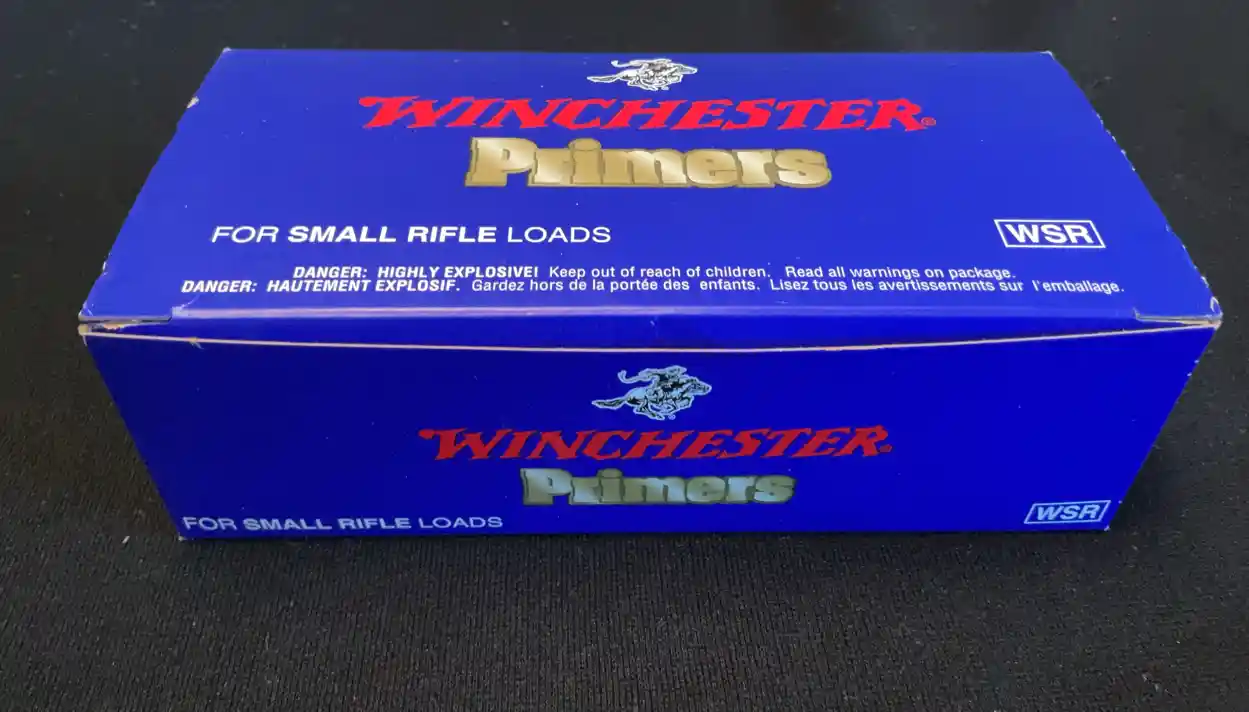 WINCHESTER®
Primers
FOR SMALL RIFLE LOADS
WSR
DANGER: HIGHLY EXPLOSIVE! Keep out of reach of children. Read all warnings on package.
DANGER: HAUTEMENT EXPLOSIF. Gardez hors de la portée des enfants. Lisez tous les avertissements sur l'emballage.
WINCHESTER®
Primers
FOR SMALL RIFLE LOADS
WSR